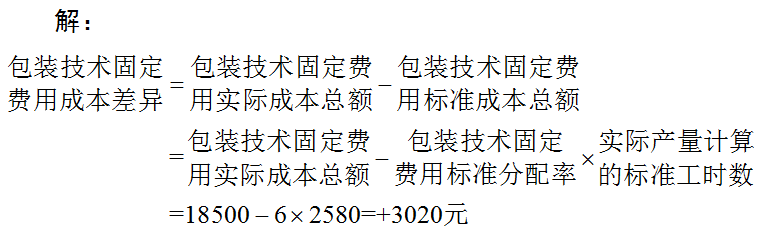 解：
包装技术固定费用成本差异 = 包装技术固定费用实际成本总额 − 包装技术固定费用标准成本总额
= 包装技术固定费用实际成本总额 − 包装技术固定费用标准分配率 × 实际产量计算的标准工时数
=18500 − 6 × 2580=+3020元